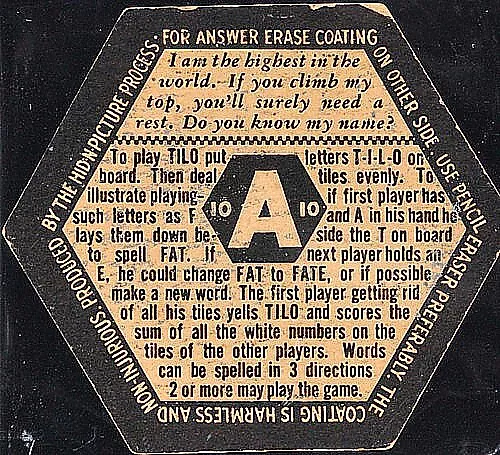 FOR ANSWER ERASE COATING
ON OTHER SIDE USE PENCIL
ERASER PREFERABLY. THE
COATING IS HARMLESS AND
NON-INJURIOUS. PRODUCED
BY THE HID-N-PICTURE PROCESS.
I am the highest in the
world. If you climb my
top, you'll surely need a
rest. Do you know my name?
To play TILO put letters T-I-L-O on
board. Then deal tiles evenly. To
illustrate playing- if first player has
such letters as F and A in his hand he
lays them down be- side the T on board
to spell FAT. If next player holds an
E, he could change FAT to FATE, or if possible
make a new word. The first player getting rid
of all his tiles yells TILO and scores the
sum of all the white numbers on the
tiles of the other players. Words
can be spelled in 3 directions
2 or more may play the game.
10 A 10